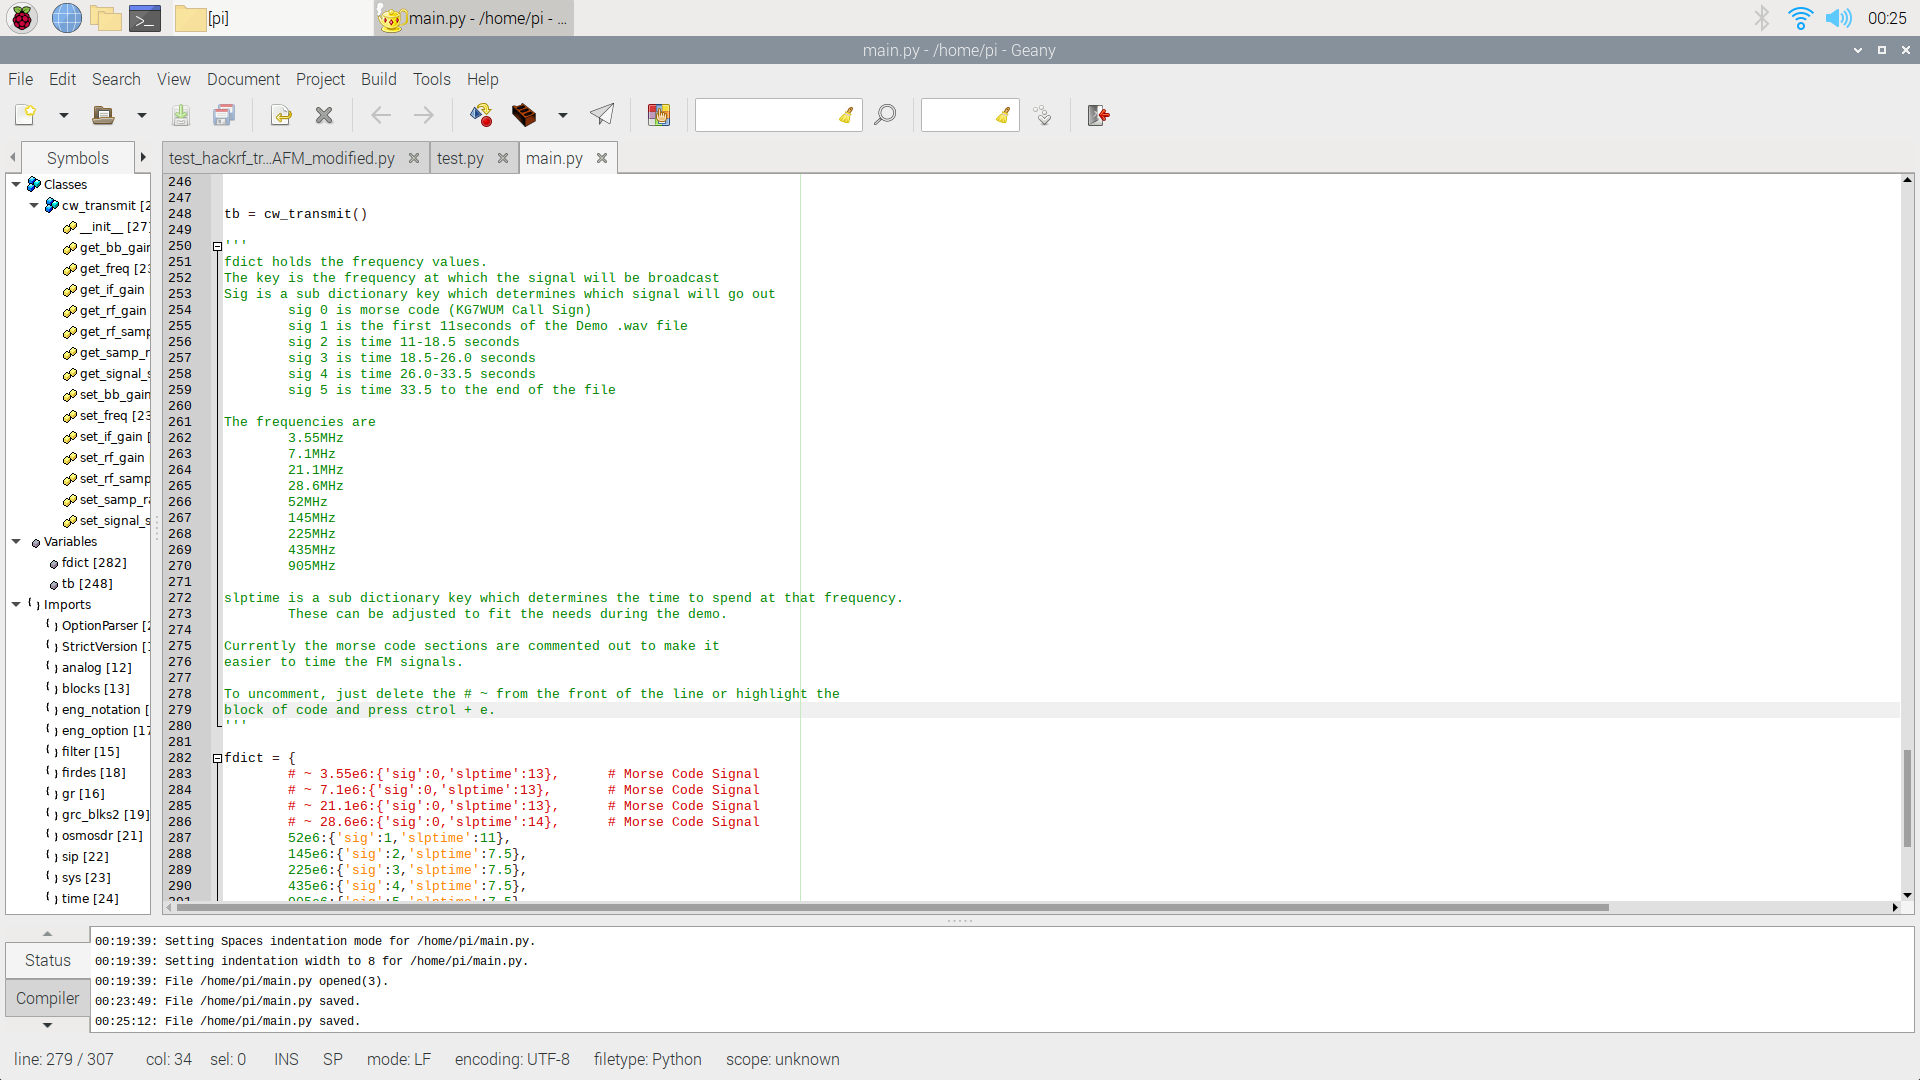 [pi]
main.py - /home/pi - ...
00:25
main.py - /home/pi - Geany
File Edit Search View Document Project Build Tools Help
Symbols
test_hackrf_tr...AFM_modified.py
test.py
main.py
Classes
cw_transmit [2
__init__ [27]
get_bb_gain
get_freq [23
get_if_gain
get_rf_gain
get_rf_samp
get_samp_r
get_signal_s
set_bb_gain
set_freq [23
set_if_gain [
set_rf_gain
set_rf_samp
set_samp_ra
set_signal_s
Variables
fdict [282]
tb [248]
Imports
OptionParser [2
StrictVersion [1
analog [12]
blocks [13]
eng_notation [
eng_option [17
filter [15]
firdes [18]
gr [16]
grc_blks2 [19]
osmosdr [21]
sip [22]
sys [23]
time [24]
246
247
248 tb = cw_transmit()
249
250 '''
251 fdict holds the frequency values.
252 The key is the frequency at which the signal will be broadcast
253 Sig is a sub dictionary key which determines which signal will go out
254 sig 0 is morse code (KG7WUM Call Sign)
255 sig 1 is the first 11seconds of the Demo .wav file
256 sig 2 is time 11-18.5 seconds
257 sig 3 is time 18.5-26.0 seconds
258 sig 4 is time 26.0-33.5 seconds
259 sig 5 is time 33.5 to the end of the file
260
261 The frequencies are
262 3.55MHz
263 7.1MHz
264 21.1MHz
265 28.6MHz
266 52MHz
267 145MHz
268 225MHz
269 435MHz
270 905MHz
271
272 slptime is a sub dictionary key which determines the time to spend at that frequency.
273 These can be adjusted to fit the needs during the demo.
274
275 Currently the morse code sections are commented out to make it
276 easier to time the FM signals.
277
278 To uncomment, just delete the # ~ from the front of the line or highlight the
279 block of code and press ctrol + e.
280 '''
281
282 fdict = {
283 # ~ 3.55e6:{'sig':0,'slptime':13}, # Morse Code Signal
284 # ~ 7.1e6:{'sig':0,'slptime':13}, # Morse Code Signal
285 # ~ 21.1e6:{'sig':0,'slptime':13}, # Morse Code Signal
286 # ~ 28.6e6:{'sig':0,'slptime':14}, # Morse Code Signal
287 52e6:{'sig':1,'slptime':11},
288 145e6:{'sig':2,'slptime':7.5},
289 225e6:{'sig':3,'slptime':7.5},
290 435e6:{'sig':4,'slptime':7.5},
291 905e6:{'sig':5,'slptime':7.5}
Status
Compiler
00:19:39: Setting Spaces indentation mode for /home/pi/main.py.
00:19:39: Setting indentation width to 8 for /home/pi/main.py.
00:19:39: File /home/pi/main.py opened(3).
00:23:49: File /home/pi/main.py saved.
00:25:12: File /home/pi/main.py saved.
line: 279 / 307 col: 34 sel: 0 INS SP mode: LF encoding: UTF-8 filetype: Python scope: unknown